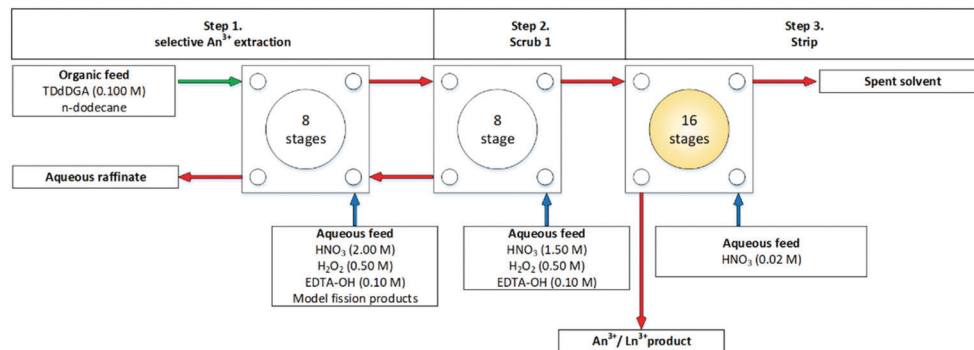 Step 1.
selective An³⁺ extraction
Step 2.
Scrub 1
Step 3.
Strip
Organic feed
TDdDGA (0.100 M)
n-dodecane
8
stages
8
stages
16
stages
Spent solvent
Aqueous raffinate
Aqueous feed
HNO₃ (2.00 M)
H₂O₂ (0.50 M)
EDTA-OH (0.10 M)
Model fission products
Aqueous feed
HNO₃ (1.50 M)
H₂O₂ (0.50 M)
EDTA-OH (0.10 M)
Aqueous feed
HNO₃ (0.02 M)
An³⁺/ Ln³⁺product